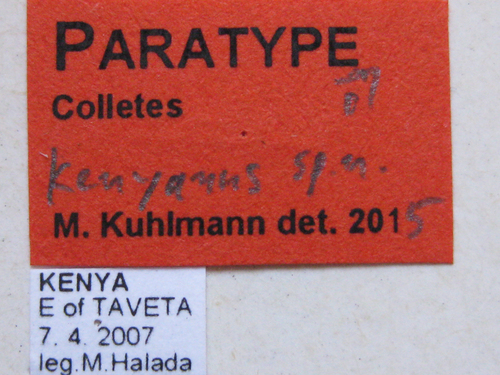 PARATYPE
Colletes
Kenyanus sp.n.
M. Kuhlmann det. 2015
KENYA
E of TAVETA
7. 4. 2007
leg.M.Halada